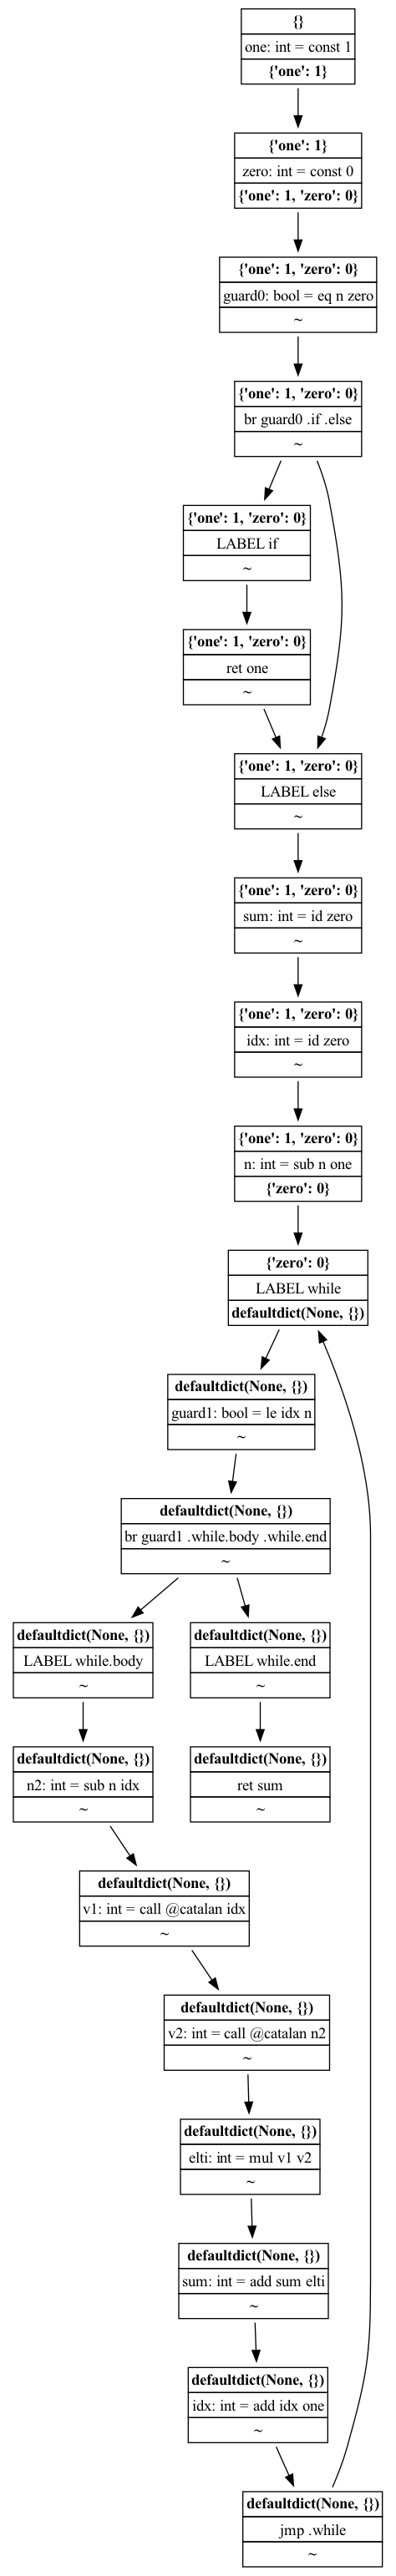 {}
one: int = const 1
{'one': 1}
{'one': 1}
zero: int = const 0
{'one': 1, 'zero': 0}
{'one': 1, 'zero': 0}
guard0: bool = eq n zero
~
{'one': 1, 'zero': 0}
br guard0 .if .else
~
{'one': 1, 'zero': 0}
LABEL if
~
{'one': 1, 'zero': 0}
ret one
~
{'one': 1, 'zero': 0}
LABEL else
~
{'one': 1, 'zero': 0}
sum: int = id zero
~
{'one': 1, 'zero': 0}
idx: int = id zero
~
{'one': 1, 'zero': 0}
n: int = sub n one
{'zero': 0}
{'zero': 0}
LABEL while
defaultdict(None, {})
defaultdict(None, {})
guard1: bool = le idx n
~
defaultdict(None, {})
br guard1 .while.body .while.end
~
defaultdict(None, {})
LABEL while.body
~
defaultdict(None, {})
LABEL while.end
~
defaultdict(None, {})
n2: int = sub n idx
~
defaultdict(None, {})
ret sum
~
defaultdict(None, {})
v1: int = call @catalan idx
~
defaultdict(None, {})
v2: int = call @catalan n2
~
defaultdict(None, {})
elti: int = mul v1 v2
~
defaultdict(None, {})
sum: int = add sum elti
~
defaultdict(None, {})
idx: int = add idx one
~
defaultdict(None, {})
jmp .while
~